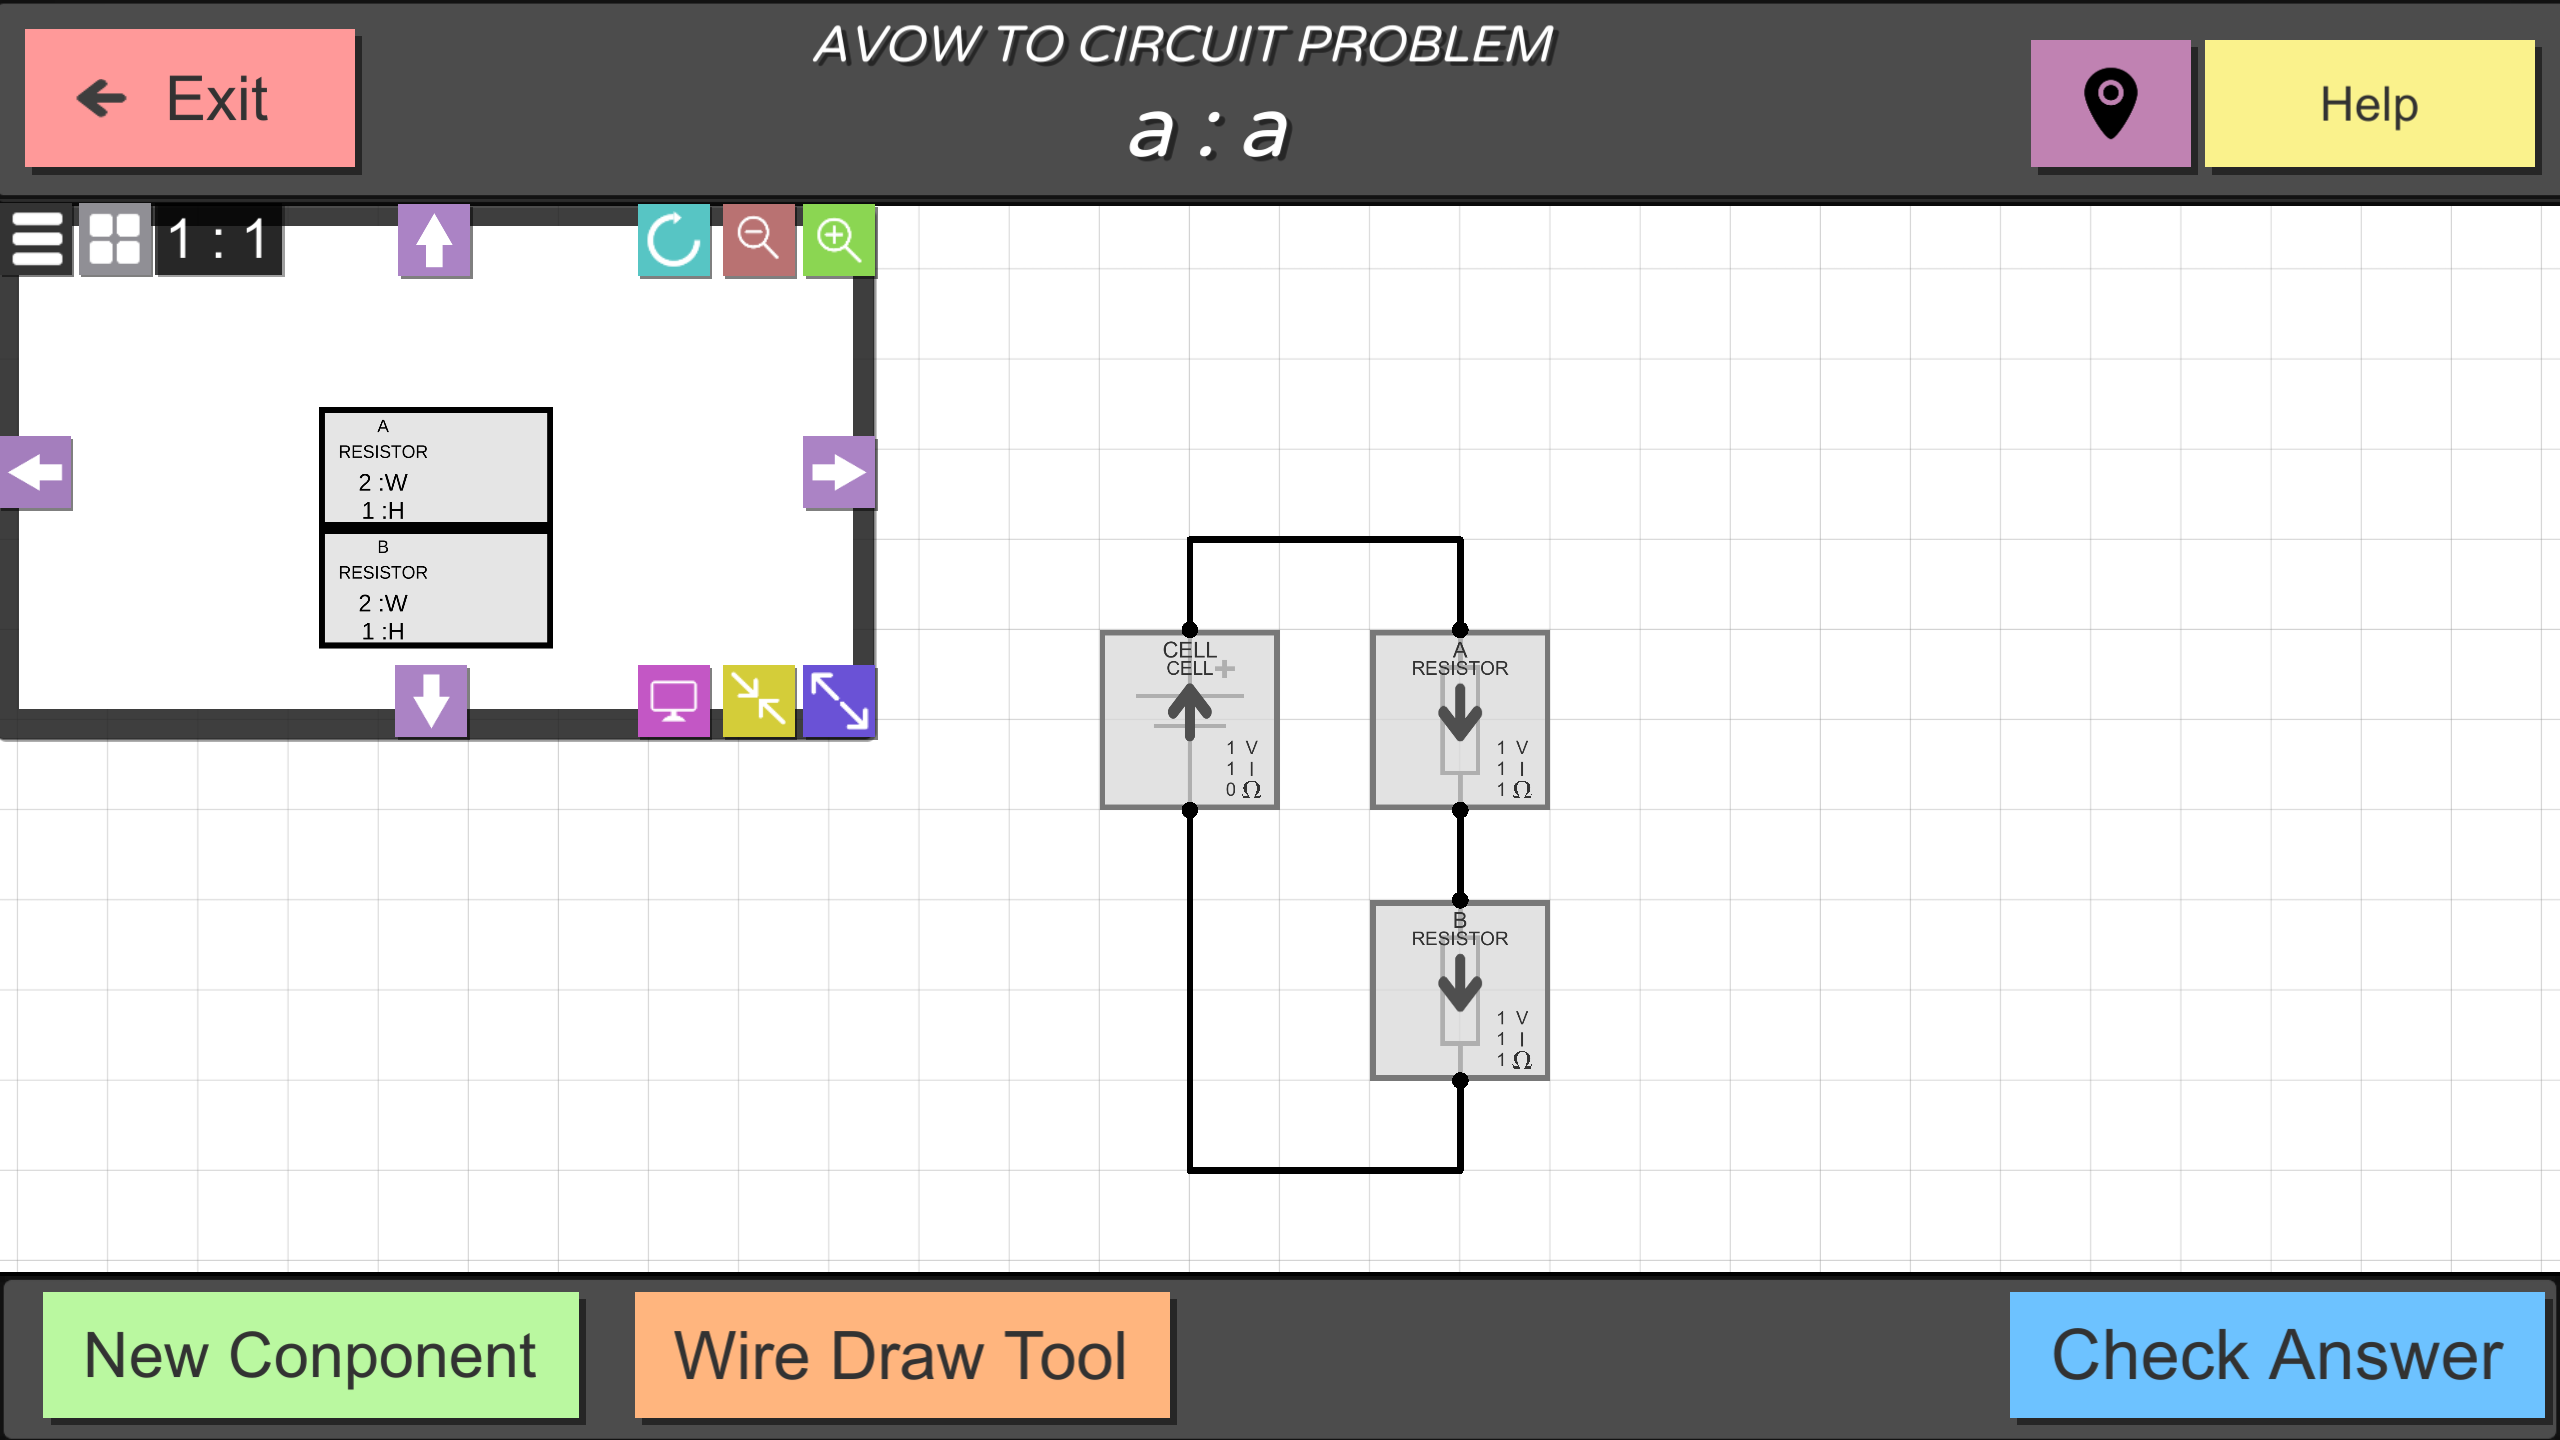 AVOW TO CIRCUIT PROBLEM
Exit
a : a
Help
1 : 1
A
RESISTOR
2 :W
1 :H
B
RESISTOR
2 :W
1 :H
CELL
CELL
1 V
1 I
0 Ω
A
RESISTOR
1 V
1 I
1 Ω
B
RESISTOR
1 V
1 I
1 Ω
New Conponent
Wire Draw Tool
Check Answer